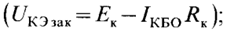 (U_КЭ зак = E_к – I_КБО R_к);